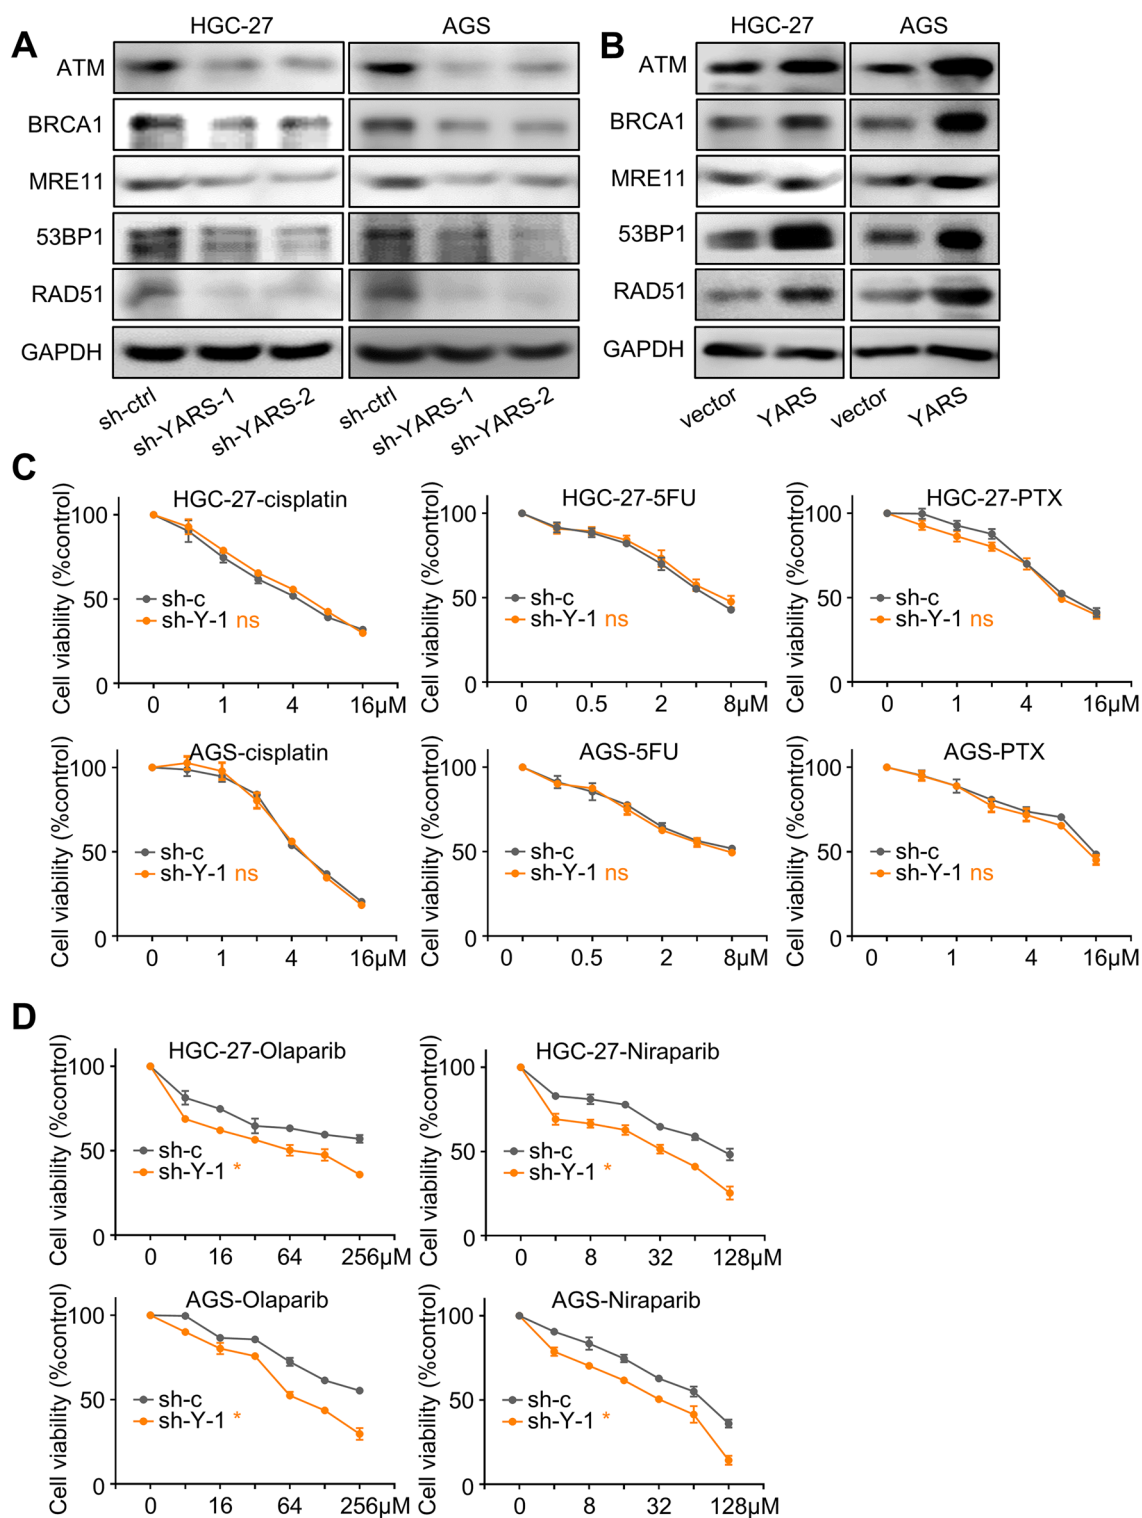 A
HGC-27 AGS
ATM
BRCA1
MRE11
53BP1
RAD51
GAPDH
sh-ctrl sh-YARS-1 sh-YARS-2 sh-ctrl sh-YARS-1 sh-YARS-2
B
HGC-27 AGS
ATM
BRCA1
MRE11
53BP1
RAD51
GAPDH
vector YARS vector YARS
C
HGC-27-cisplatin
Cell viability (%control)
100
50
0
sh-c
sh-Y-1 ns
0 1 4 16μM
HGC-27-5FU
Cell viability (%control)
100
50
0
sh-c
sh-Y-1 ns
0 0.5 2 8μM
HGC-27-PTX
Cell viability (%control)
100
50
0
sh-c
sh-Y-1 ns
0 1 4 16μM
AGS-cisplatin
Cell viability (%control)
100
50
0
sh-c
sh-Y-1 ns
0 1 4 16μM
AGS-5FU
Cell viability (%control)
100
50
0
sh-c
sh-Y-1 ns
0 0.5 2 8μM
AGS-PTX
Cell viability (%control)
100
50
0
sh-c
sh-Y-1 ns
0 1 4 16μM
D
HGC-27-Olaparib
Cell viability (%control)
100
50
0
sh-c
sh-Y-1 *
0 16 64 256μM
HGC-27-Niraparib
Cell viability (%control)
100
50
0
sh-c
sh-Y-1 *
0 8 32 128μM
AGS-Olaparib
Cell viability (%control)
100
50
0
sh-c
sh-Y-1 *
0 16 64 256μM
AGS-Niraparib
Cell viability (%control)
100
50
0
sh-c
sh-Y-1 *
0 8 32 128μM